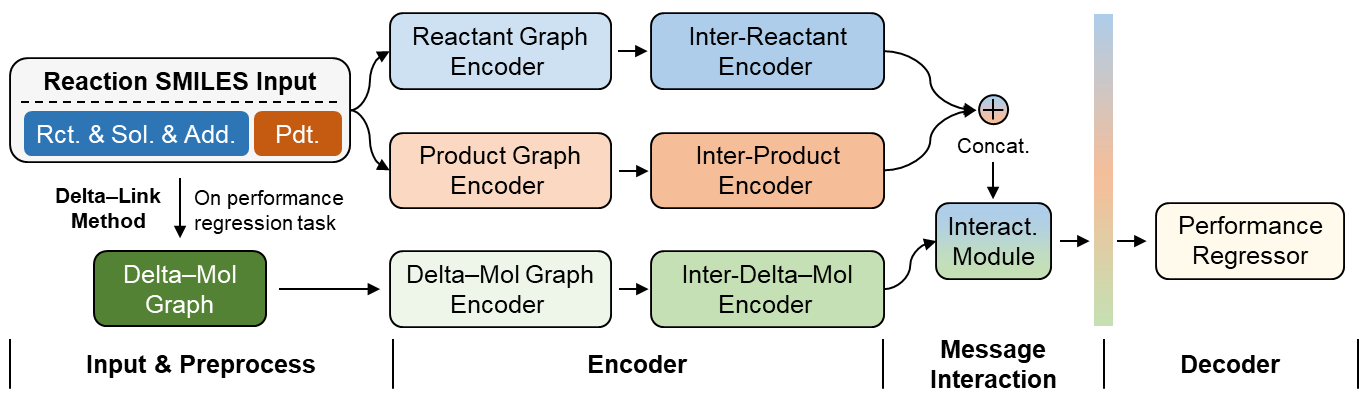 Reaction SMILES Input
Rct. & Sol. & Add.
Pdt.
Delta–Link
Method
On performance
regression task
Delta–Mol
Graph
Reactant Graph
Encoder
Inter-Reactant
Encoder
Product Graph
Encoder
Inter-Product
Encoder
Delta–Mol Graph
Encoder
Inter-Delta–Mol
Encoder
Concat.
Interact.
Module
Performance
Regressor
Input & Preprocess
Encoder
Message
Interaction
Decoder